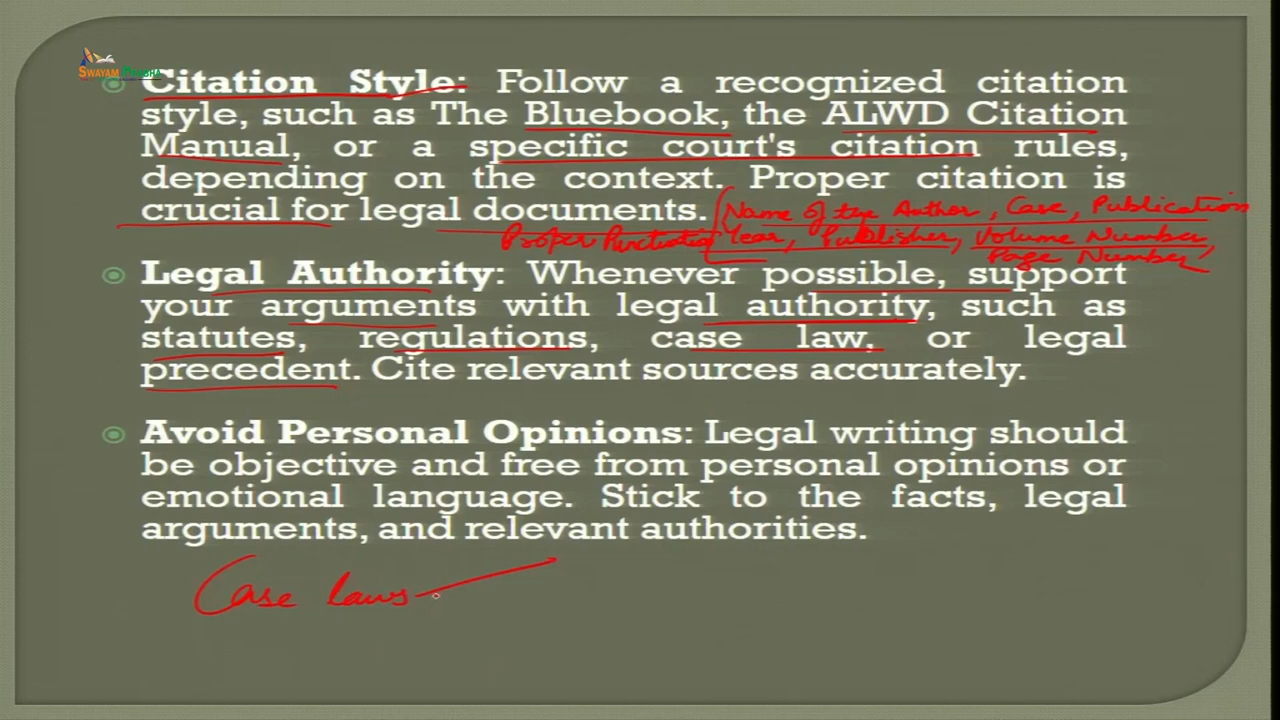 SWAYAM PRABHA
Citation Style: Follow a recognized citation
style, such as The Bluebook, the ALWD Citation
Manual, or a specific court's citation rules,
depending on the context. Proper citation is
crucial for legal documents.
Name of the Author, Case, Publication
Proper Punctuation Year, Publisher, Volume Number,
Page Number
Legal Authority: Whenever possible, support
your arguments with legal authority, such as
statutes, regulations, case law, or legal
precedent. Cite relevant sources accurately.
Avoid Personal Opinions: Legal writing should
be objective and free from personal opinions or
emotional language. Stick to the facts, legal
arguments, and relevant authorities.
Case laws